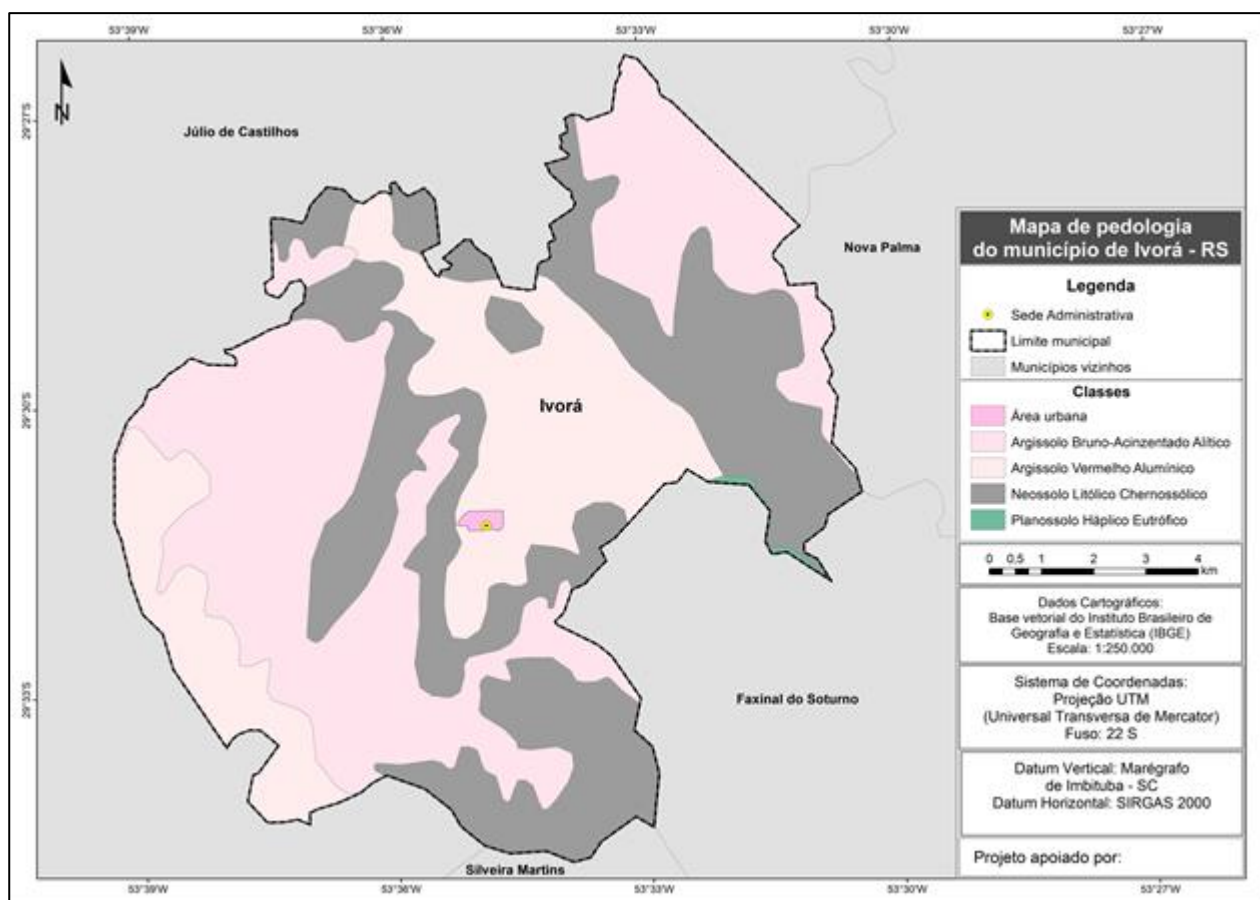 53°39'W 53°36'W 53°33'W 53°30'W 53°27'W
29°27'S
29°30'S
29°33'S
N
Júlio de Castilhos
Nova Palma
Ivorá
Faxinal do Soturno
Silveira Martins
53°39'W 53°36'W 53°33'W 53°30'W 53°27'W
Mapa de pedologia
do município de Ivorá - RS
Legenda
Sede Administrativa
Limite municipal
Municípios vizinhos
Classes
Área urbana
Argissolo Bruno-Acinzentado Alítico
Argissolo Vermelho Alumínico
Neossolo Litólico Chernossólico
Planossolo Háplico Eutrófico
0 0,5 1 2 3 4
km
Dados Cartográficos:
Base vetorial do Instituto Brasileiro de
Geografia e Estatística (IBGE)
Escala: 1:250.000
Sistema de Coordenadas:
Projeção UTM
(Universal Transversa de Mercator)
Fuso: 22 S
Datum Vertical: Marégrafo
de Imbituba - SC
Datum Horizontal: SIRGAS 2000
Projeto apoiado por: